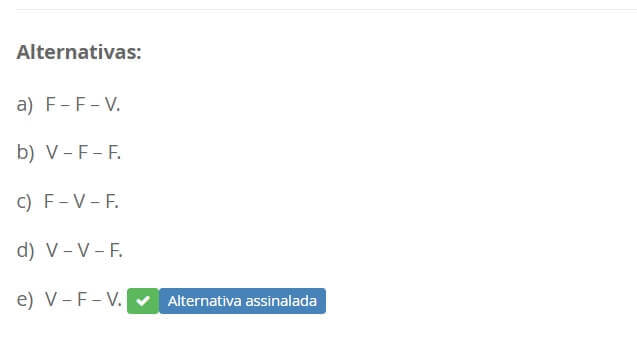 Alternativas:
a) F – F – V.
b) V – F – F.
c) F – V – F.
d) V – V – F.
e) V – F – V. Alternativa assinalada